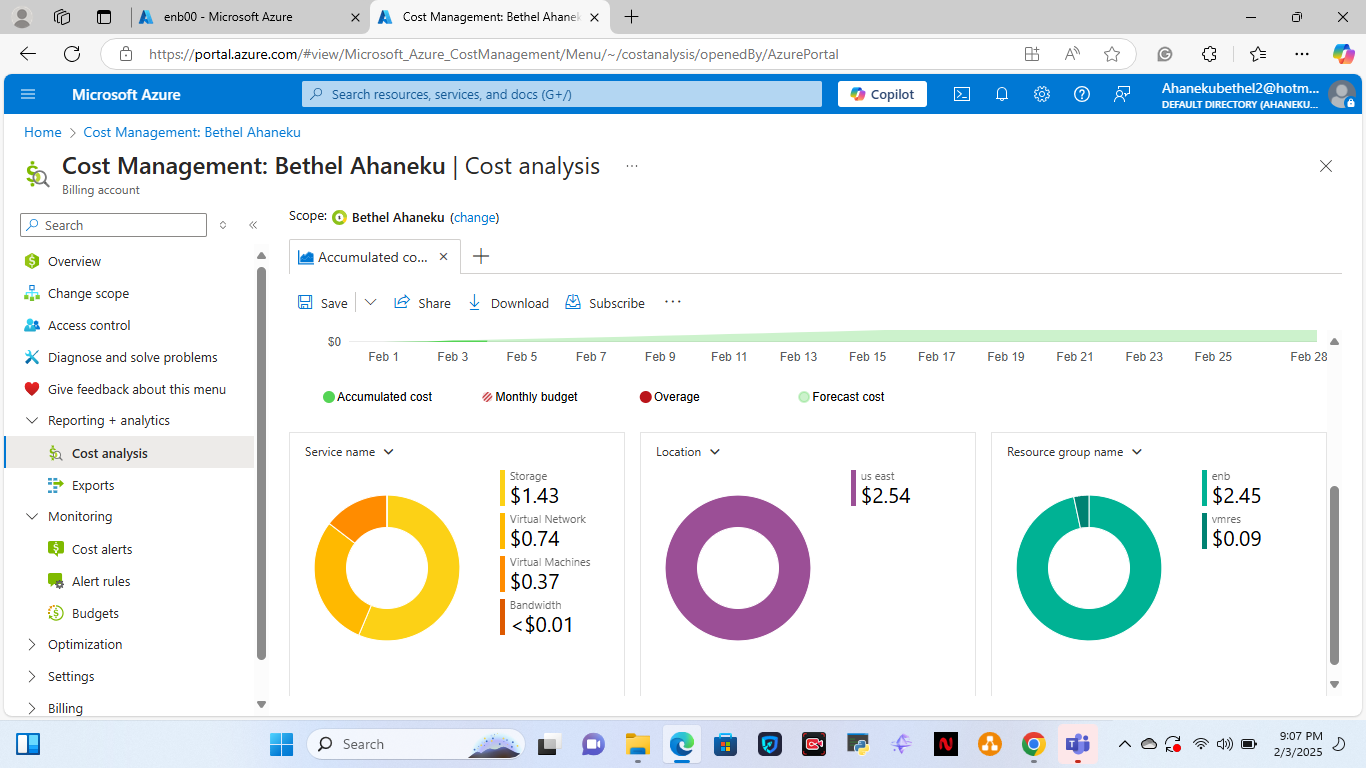 enb00 - Microsoft Azure
Cost Management: Bethel Ahanek
https://portal.azure.com/#view/Microsoft_Azure_CostManagement/Menu/~/costanalysis/openedBy/AzurePortal
Microsoft Azure
Search resources, services, and docs (G+/)
Copilot
Ahanekubethel2@hotm...
DEFAULT DIRECTORY (AHANEKU...
Home > Cost Management: Bethel Ahaneku
Cost Management: Bethel Ahaneku | Cost analysis ...
Billing account
Search
Overview
Change scope
Access control
Diagnose and solve problems
Give feedback about this menu
Reporting + analytics
Cost analysis
Exports
Monitoring
Cost alerts
Alert rules
Budgets
Optimization
Settings
Billing
Scope: Bethel Ahaneku (change)
Accumulated co...
Save
Share
Download
Subscribe
$0
Feb 1 Feb 3 Feb 5 Feb 7 Feb 9 Feb 11 Feb 13 Feb 15 Feb 17 Feb 19 Feb 21 Feb 23 Feb 25 Feb 28
Accumulated cost Monthly budget Overage Forecast cost
Service name
Storage
$1.43
Virtual Network
$0.74
Virtual Machines
$0.37
Bandwidth
<$0.01
Location
us east
$2.54
Resource group name
enb
$2.45
vmres
$0.09
Search
9:07 PM
2/3/2025